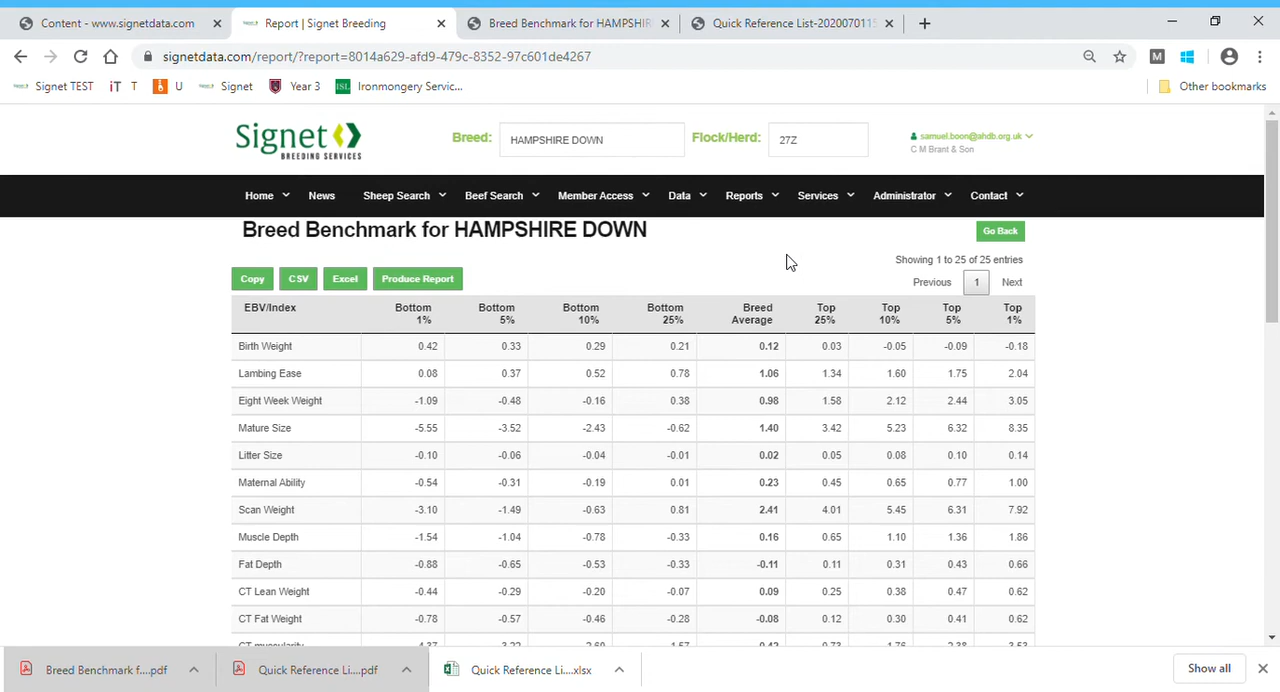 Content - www.signetdata.com
Report | Signet Breeding
Breed Benchmark for HAMPSHIR
Quick Reference List-2020070115
signetdata.com/report/?report=8014a629-afd9-479c-8352-97c601de4267
M
Signet TEST
iT T
U
Signet
Year 3
ISL Ironmongery Servic...
Other bookmarks
Signet
BREEDING SERVICES
Breed: HAMPSHIRE DOWN
Flock/Herd: 27Z
samuel.boon@ahdb.org.uk
C M Brant & Son
Home News Sheep Search Beef Search Member Access Data Reports Services Administrator Contact
Breed Benchmark for HAMPSHIRE DOWN
Go Back
Showing 1 to 25 of 25 entries
Previous 1 Next
Copy CSV Excel Produce Report
EBV/Index Bottom 1% Bottom 5% Bottom 10% Bottom 25% Breed Average Top 25% Top 10% Top 5% Top 1%
Birth Weight 0.42 0.33 0.29 0.21 0.12 0.03 -0.05 -0.09 -0.18
Lambing Ease 0.08 0.37 0.52 0.78 1.06 1.34 1.60 1.75 2.04
Eight Week Weight -1.09 -0.48 -0.16 0.38 0.98 1.58 2.12 2.44 3.05
Mature Size -5.55 -3.52 -2.43 -0.62 1.40 3.42 5.23 6.32 8.35
Litter Size -0.10 -0.06 -0.04 -0.01 0.02 0.05 0.08 0.10 0.14
Maternal Ability -0.54 -0.31 -0.19 0.01 0.23 0.45 0.65 0.77 1.00
Scan Weight -3.10 -1.49 -0.63 0.81 2.41 4.01 5.45 6.31 7.92
Muscle Depth -1.54 -1.04 -0.78 -0.33 0.16 0.65 1.10 1.36 1.86
Fat Depth -0.88 -0.65 -0.53 -0.33 -0.11 0.11 0.31 0.43 0.66
CT Lean Weight -0.44 -0.29 -0.20 -0.07 0.09 0.25 0.38 0.47 0.62
CT Fat Weight -0.78 -0.57 -0.46 -0.28 -0.08 0.12 0.30 0.41 0.62
CT muscularity
Breed Benchmark f....pdf
Quick Reference Li....pdf
Quick Reference Li....xlsx
Show all